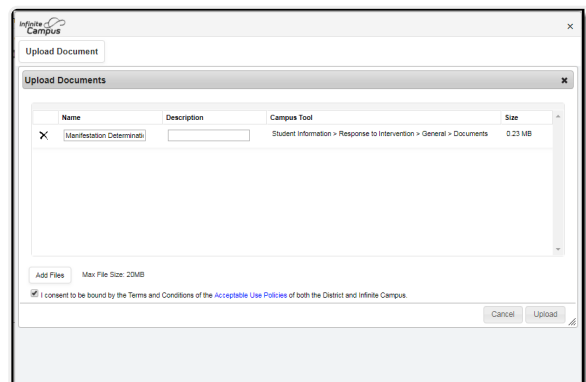 Infinite
Campus
Upload Document
Upload Documents
Name Description Campus Tool Size
Manifestation Determinati Student Information > Response to Intervention > General > Documents 0.23 MB
Add Files Max File Size: 20MB
I consent to be bound by the Terms and Conditions of the Acceptable Use Policies of both the District and Infinite Campus.
Cancel Upload